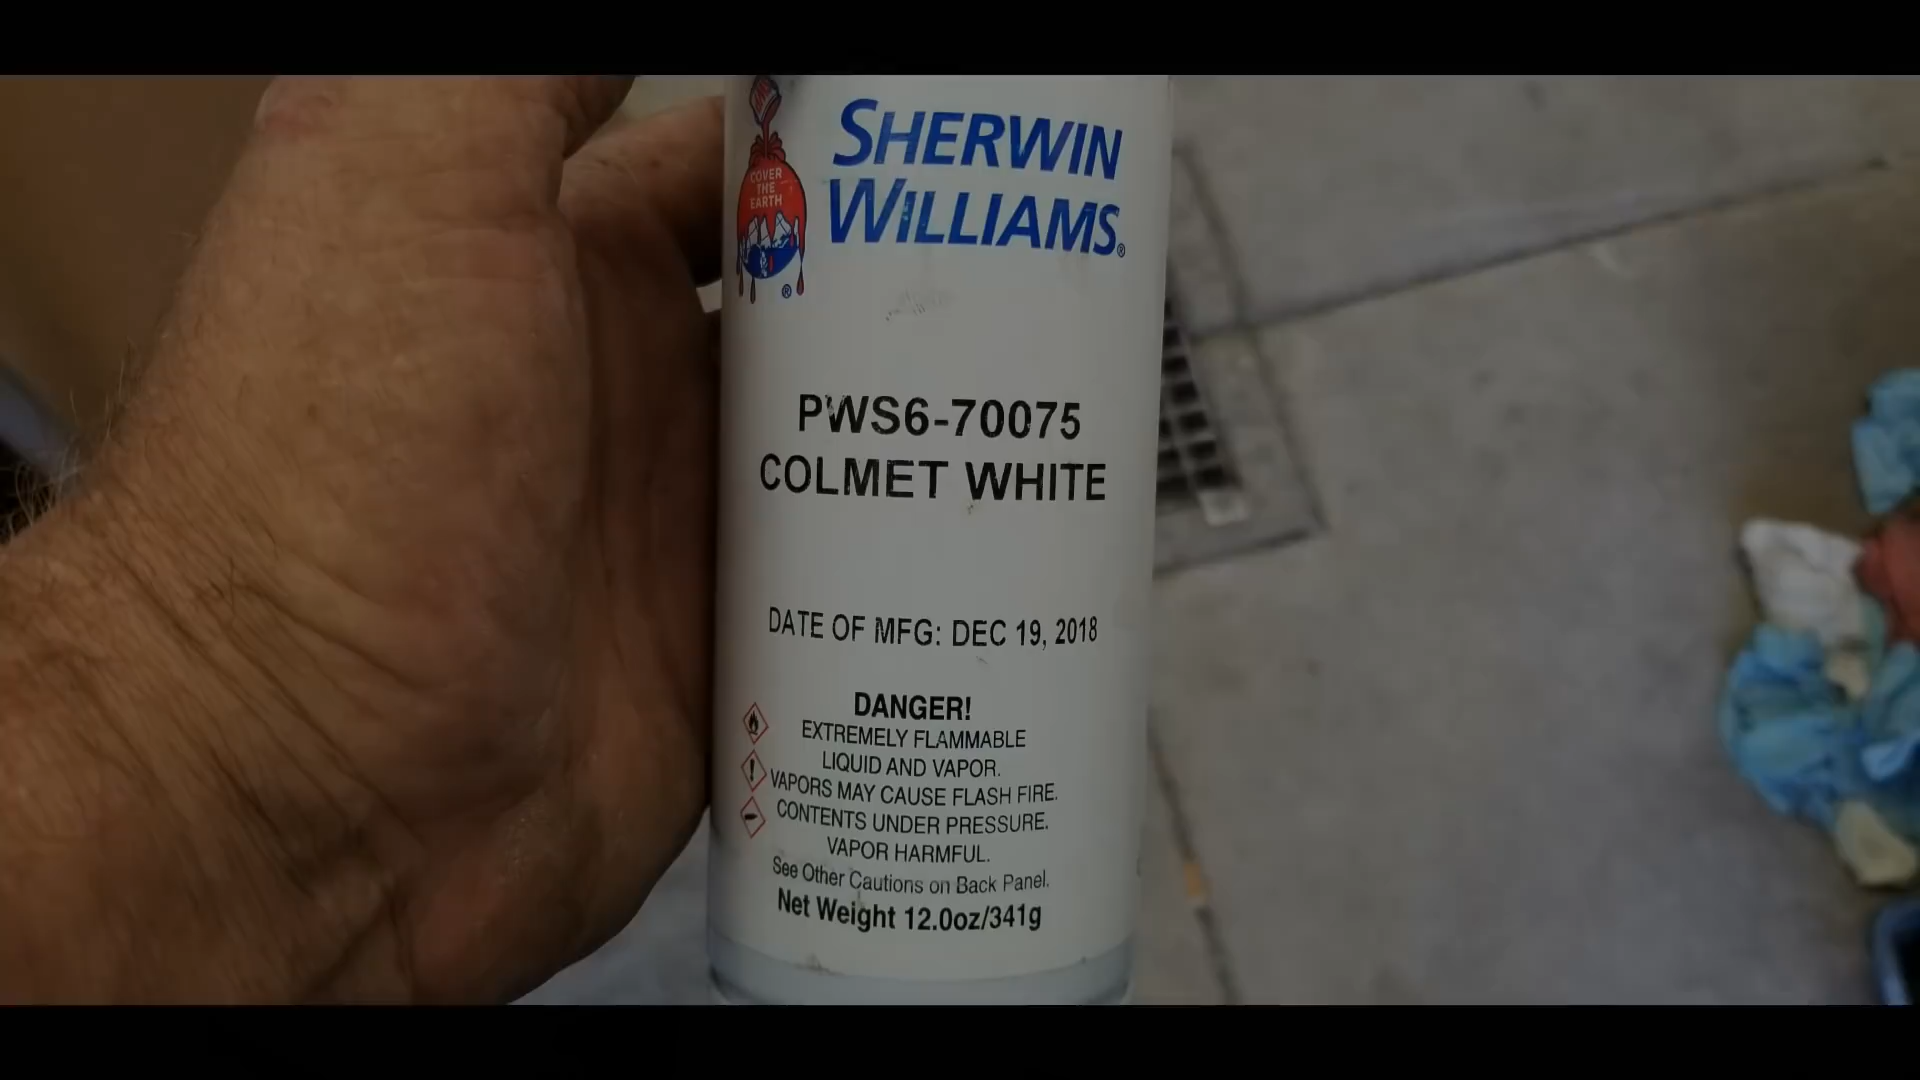 COVER
THE
EARTH
®
SHERWIN
WILLIAMS®
PWS6-70075
COLMET WHITE
DATE OF MFG: DEC 19, 2018
DANGER!
EXTREMELY FLAMMABLE
LIQUID AND VAPOR.
VAPORS MAY CAUSE FLASH FIRE.
CONTENTS UNDER PRESSURE.
VAPOR HARMFUL.
See Other Cautions on Back Panel.
Net Weight 12.0oz/341g